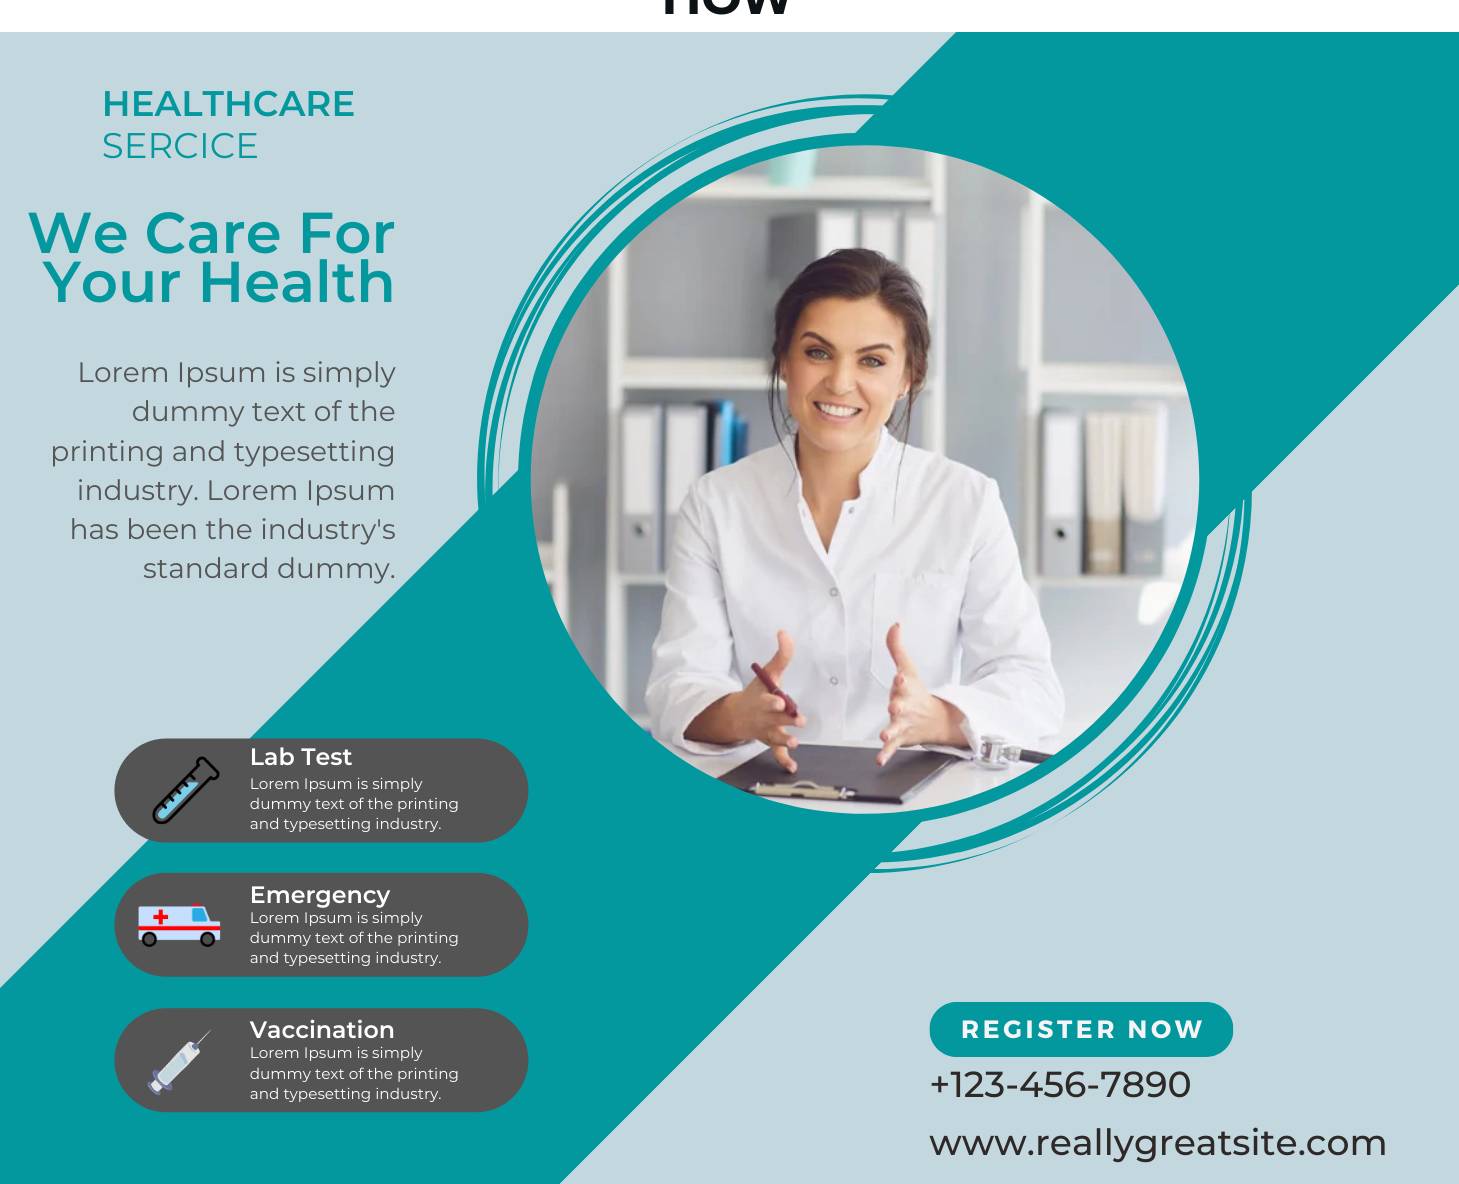 now
HEALTHCARE
SERCICE
We Care For
Your Health
Lorem Ipsum is simply
dummy text of the
printing and typesetting
industry. Lorem Ipsum
has been the industry's
standard dummy.
Lab Test
Lorem Ipsum is simply
dummy text of the printing
and typesetting industry.
Emergency
Lorem Ipsum is simply
dummy text of the printing
and typesetting industry.
Vaccination
Lorem Ipsum is simply
dummy text of the printing
and typesetting industry.
REGISTER NOW
+123-456-7890
www.reallygreatsite.com